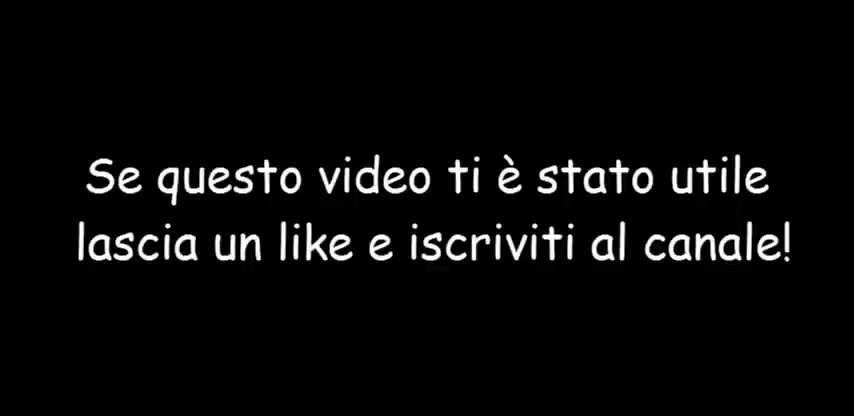 Se questo video ti è stato utile
lascia un like e iscriviti al canale!